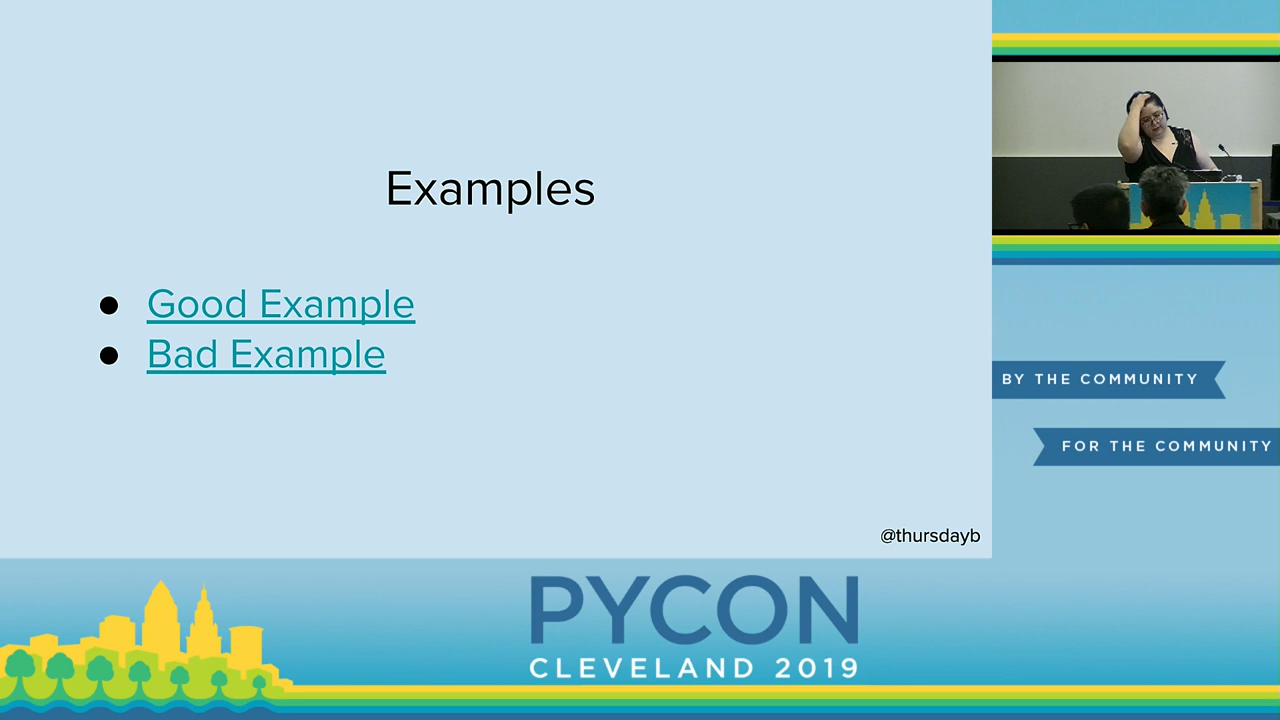 Examples
● Good Example
● Bad Example
@thursdayb
BY THE COMMUNITY
FOR THE COMMUNITY
PYCON
CLEVELAND 2019